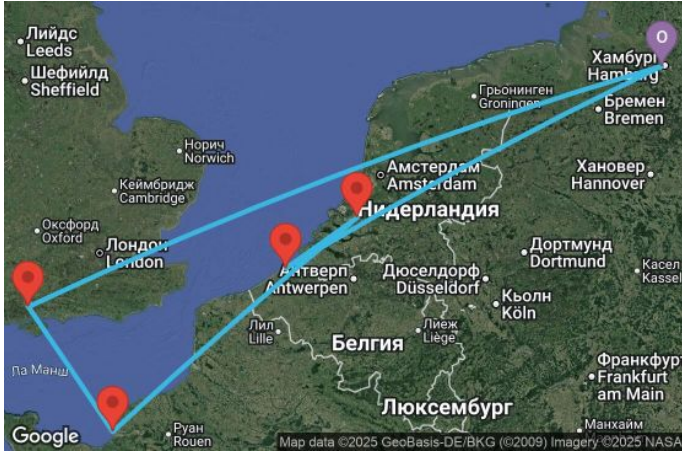 Лийдс
Leeds
Шефийлд
Sheffield
О
Хамбург
Hamburg
Грьонинген
Groningen
Бремен
Bremen
Норич
Norwich
Амстердам
Amsterdam
Хановер
Hannover
Кеймбридж
Cambridge
Нидерландия
Оксфорд
Oxford
Лондон
London
Антверп
Antwerpen
Дюселдорф
Düsseldorf
Дортмунд
Dortmund
Касел
Kassel
Кьолн
Köln
Лил
Lille
Белгия
Лиеж
Liège
Ла Манш
Франкфурт
Frankfurt
am Main
Люксембург
Руан
Rouen
Манхайм
Google
Map data ©2025 GeoBasis-DE/BKG (©2009) Imagery ©2025 NASA